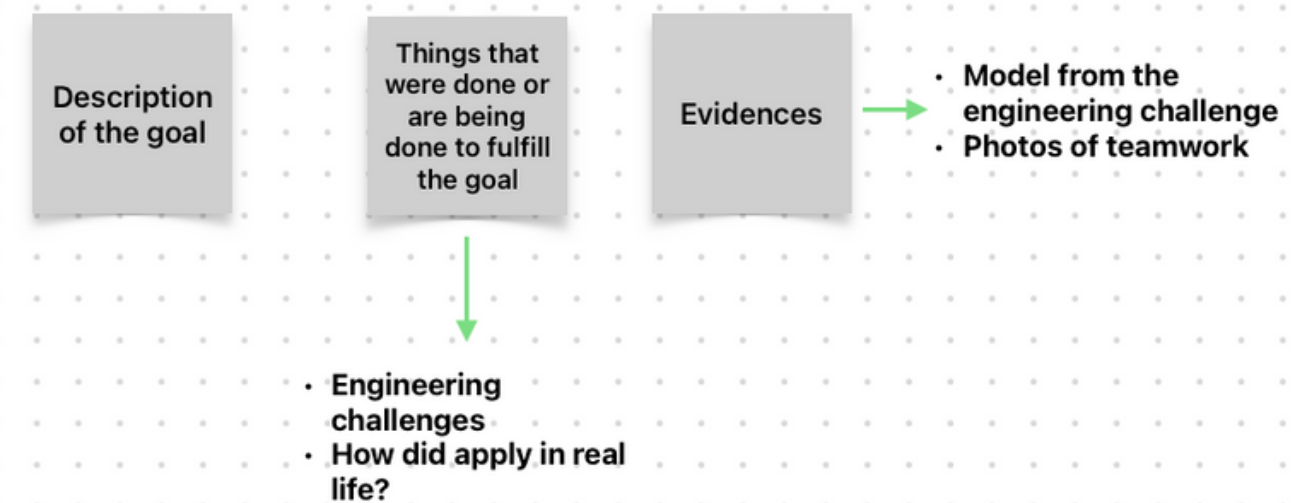 Description
of the goal
Things that
were done or
are being
done to fulfill
the goal
Evidences
• Model from the
engineering challenge
• Photos of teamwork
• Engineering
challenges
• How did apply in real
life?